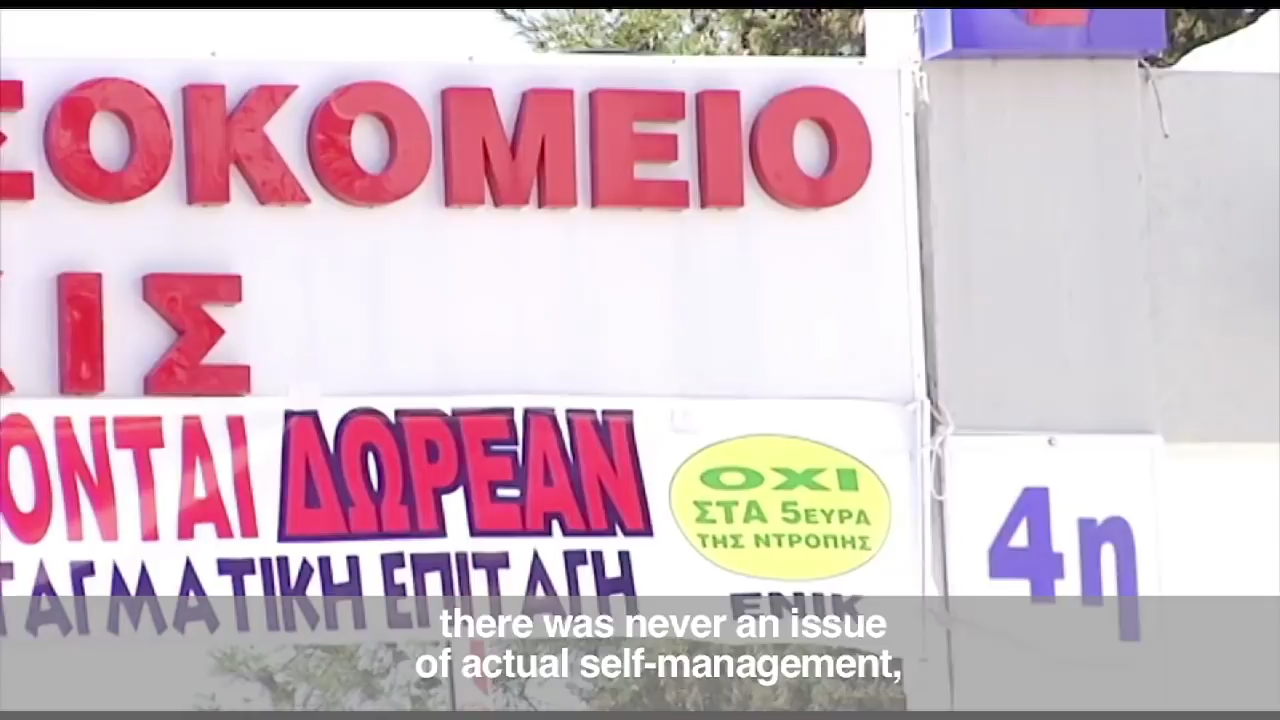 ΣΟΚΟΜΕΙΟ
ΙΣ
ΟΝΤΑΙ ΔΩΡΕΑΝ
ΤΑΓΜΑΤΙΚΗ ΕΠΙΤΑΓΗ
ΟΧΙ
ΣΤΑ 5ΕΥΡΑ
ΤΗΣ ΝΤΡΟΠΗΣ
ΕΝΙΚ
4η
there was never an issue
of actual self-management,